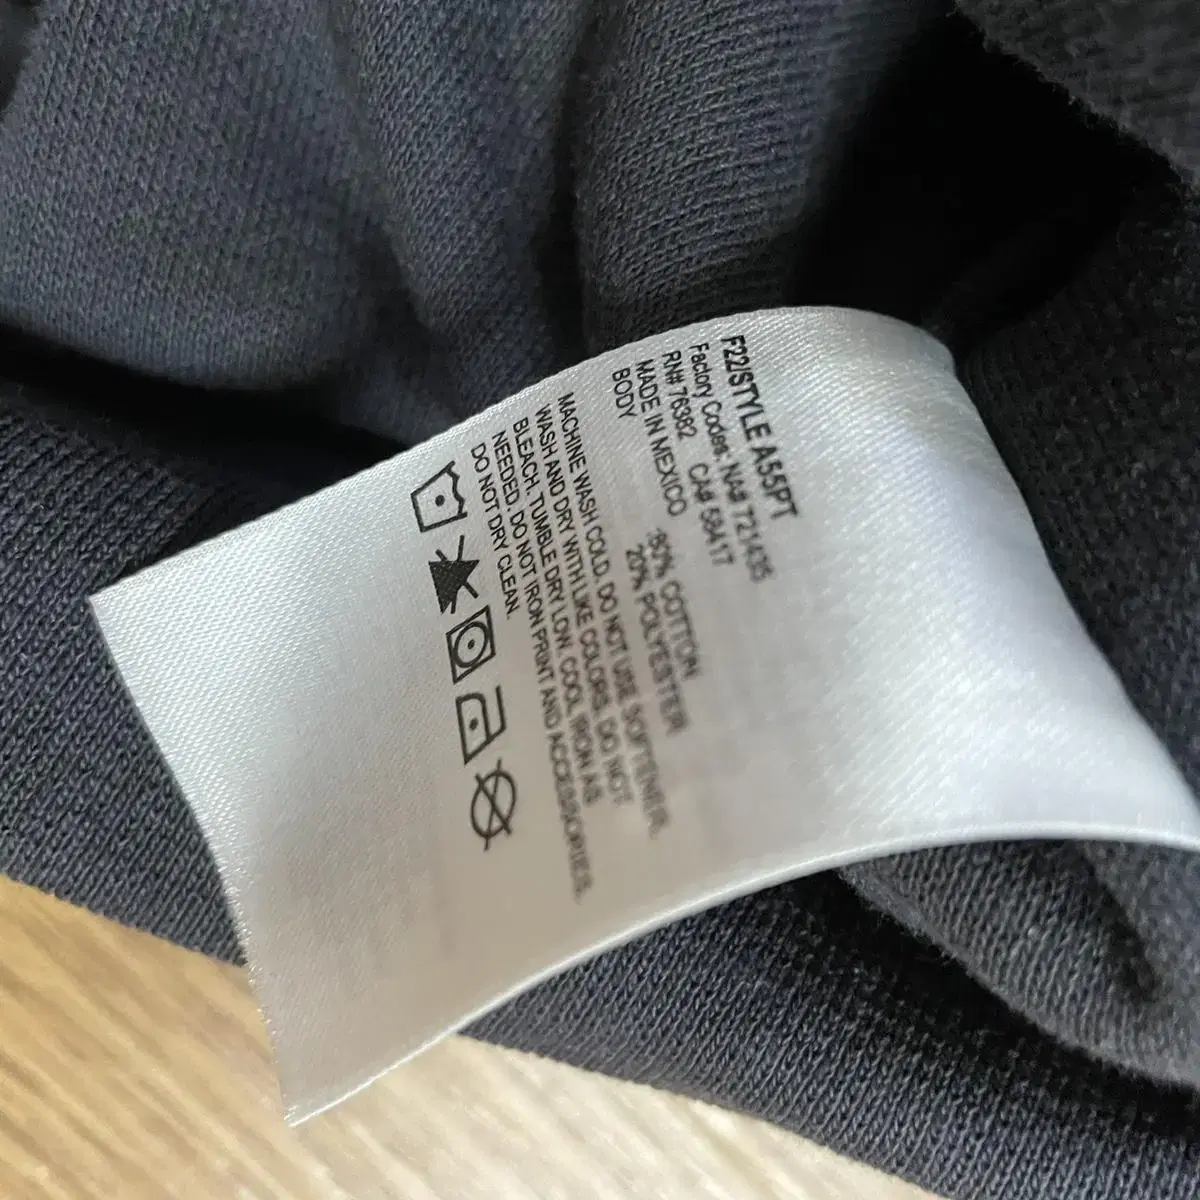 F22/STYLE A55PT
Factory Codes: NA# 721435
RN# 76382 CA# 58417
MADE IN MEXICO
BODY 80% COTTON
20% POLYESTER
MACHINE WASH COLD. DO NOT USE SOFTENER.
WASH AND DRY WITH LIKE COLORS. DO NOT
BLEACH. TUMBLE DRY LOW. COOL IRON AS
NEEDED. DO NOT IRON PRINT AND ACCESSORIES.
DO NOT DRY CLEAN.